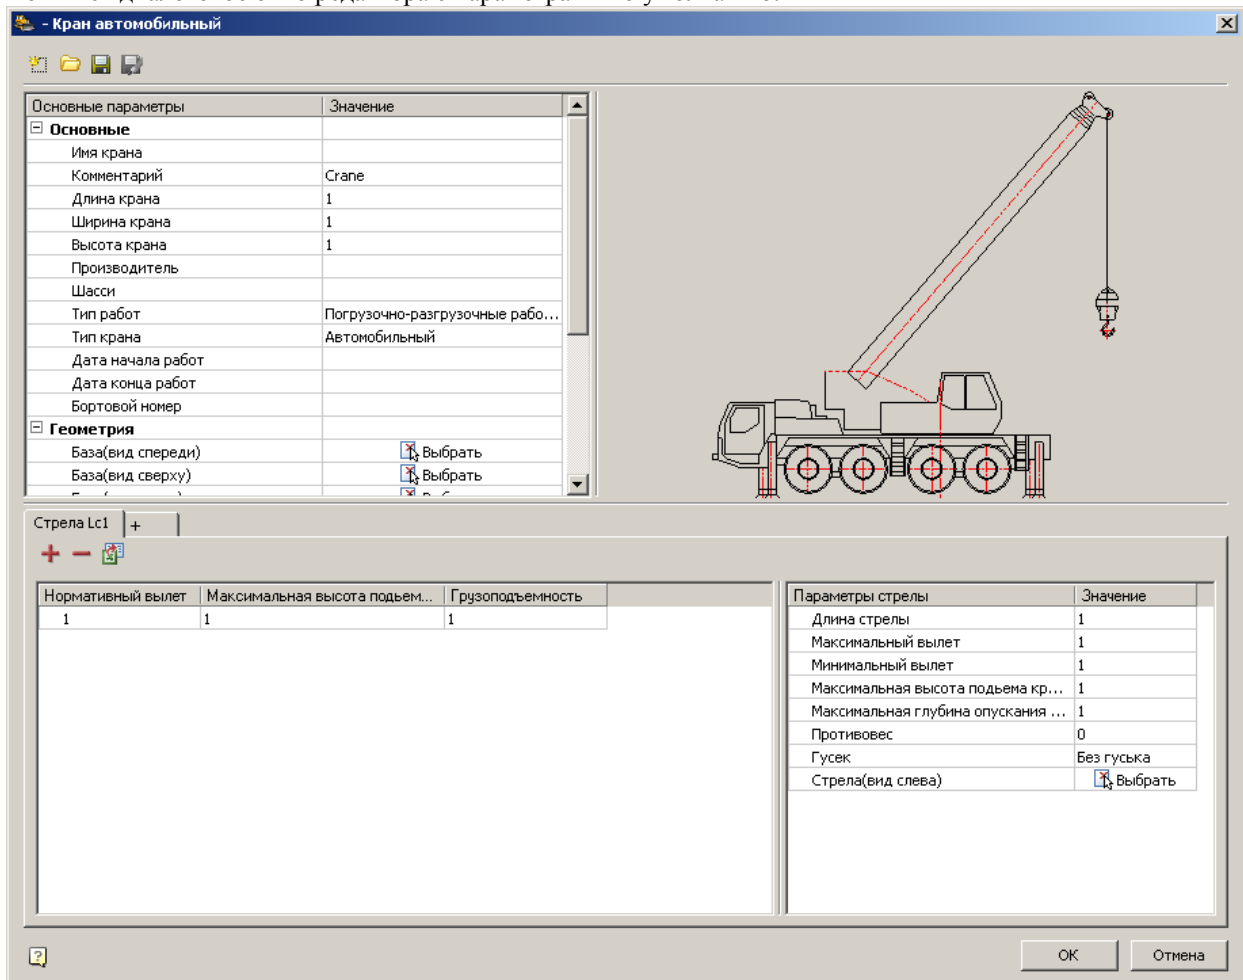 - Кран автомобильный
Основные параметры Значение
Основные
Имя крана
Комментарий Crane
Длина крана 1
Ширина крана 1
Высота крана 1
Производитель
Шасси
Тип работ Погрузочно-разгрузочные рабо...
Тип крана Автомобильный
Дата начала работ
Дата конца работ
Бортовой номер
Геометрия
База(вид спереди) Выбрать
База(вид сверху) Выбрать
Стрела Lc1 +
Нормативный вылет Максимальная высота подьем... Грузоподъемность
1 1 1
Параметры стрелы Значение
Длина стрелы 1
Максимальный вылет 1
Минимальный вылет 1
Максимальная высота подьема кр... 1
Максимальная глубина опускания ... 1
Противовес 0
Гусек Без гуська
Стрела(вид слева) Выбрать
OK Отмена